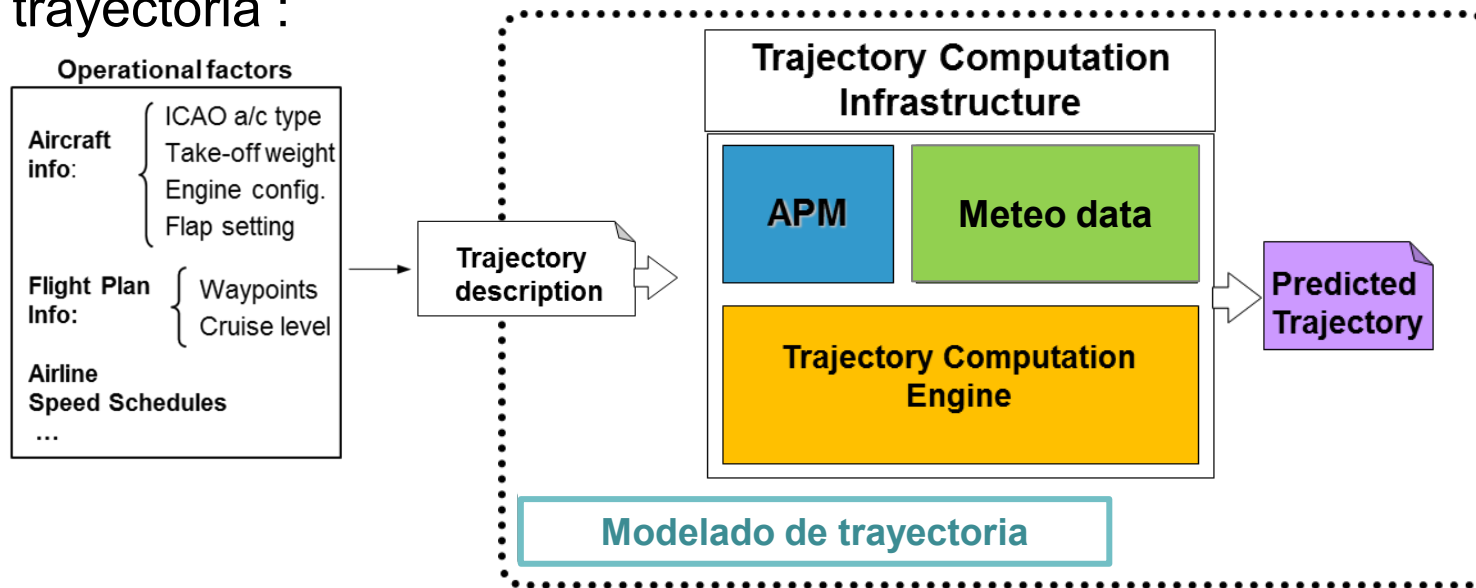 trayectoria :
Operational factors
Aircraft
info:
ICAO a/c type
Take-off weight
Engine config.
Flap setting
Flight Plan
Info:
Waypoints
Cruise level
Airline
Speed Schedules
...
Trajectory
description
Trajectory Computation
Infrastructure
APM
Meteo data
Trajectory Computation
Engine
Predicted
Trajectory
Modelado de trayectoria